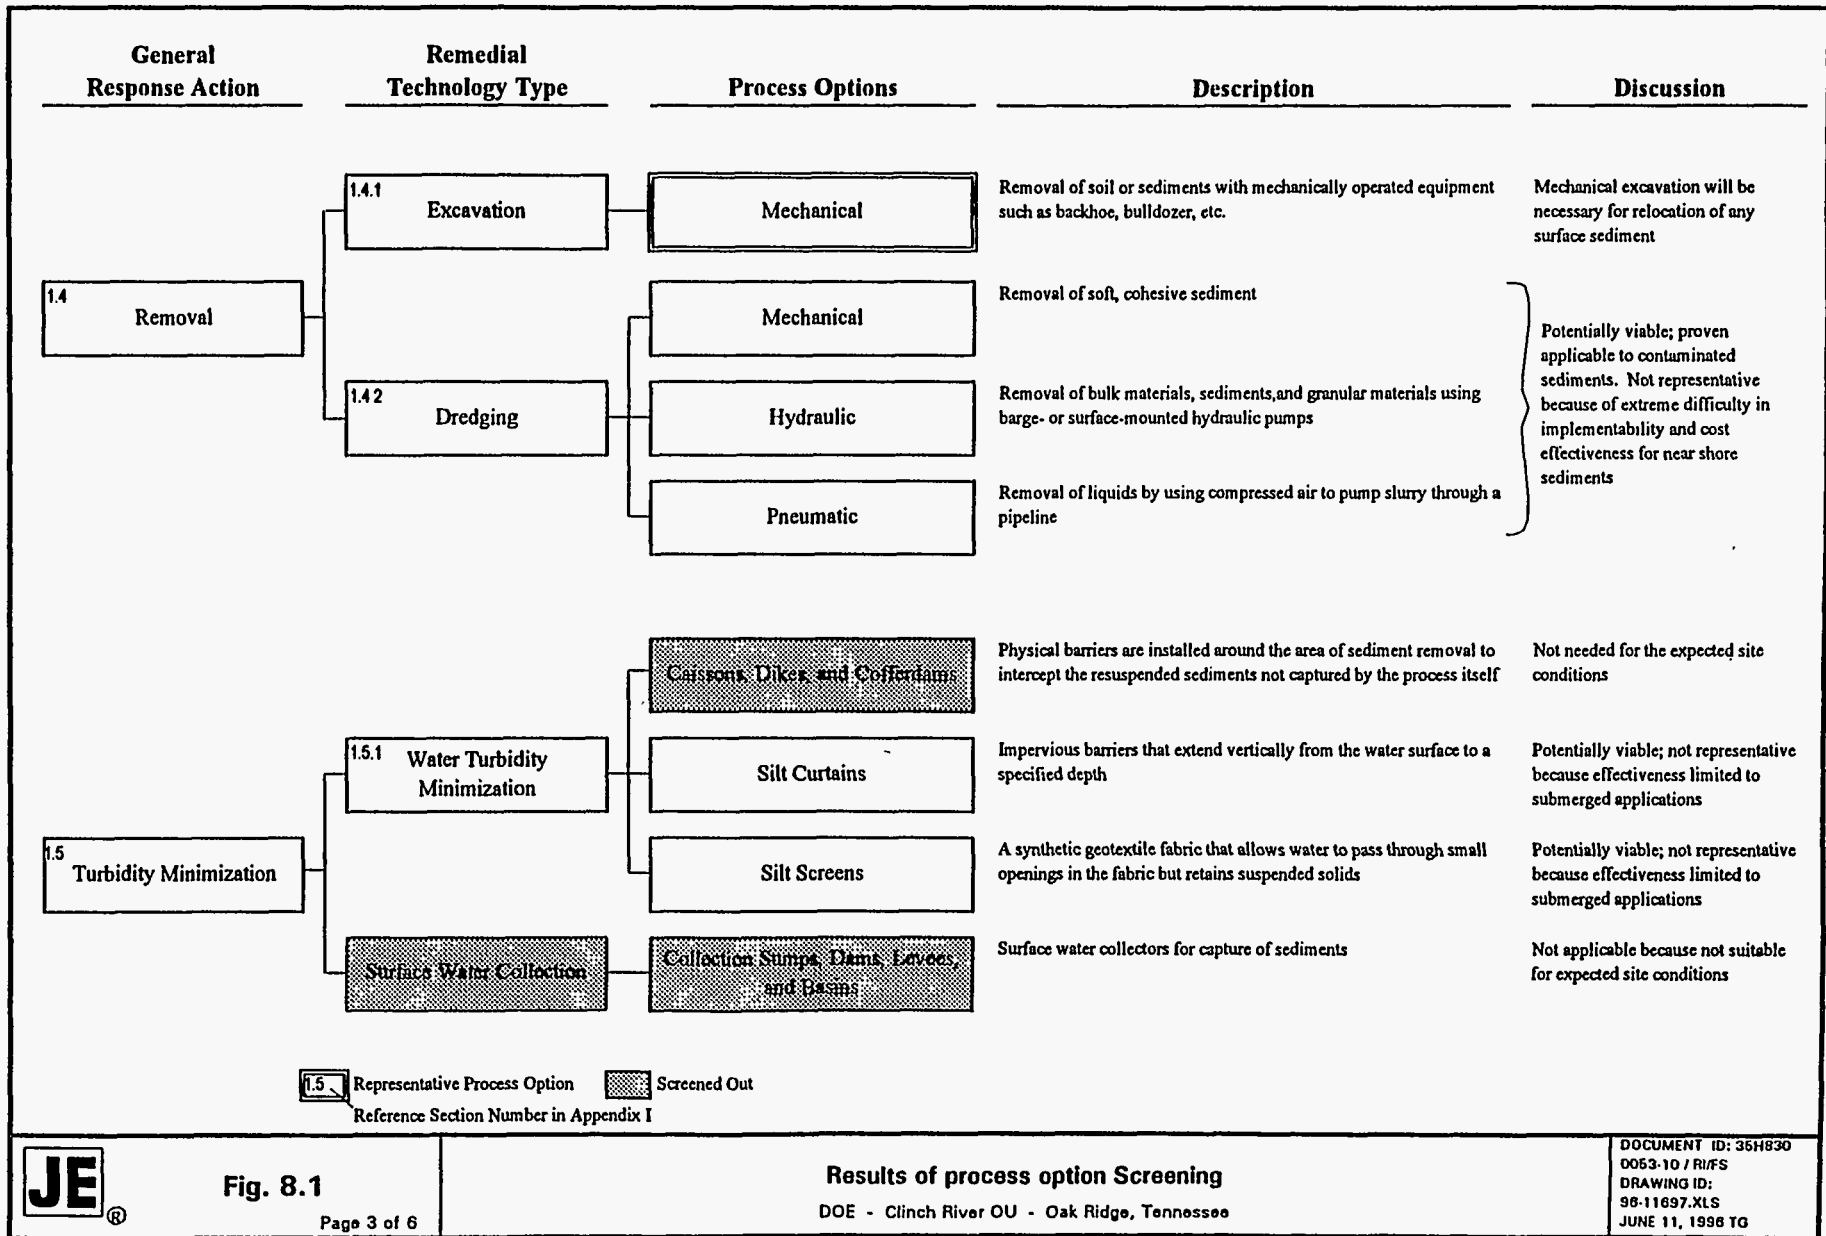 General
Response Action
Remedial
Technology Type
Process Options
Description
Discussion
1.4.1
Excavation
Mechanical
Removal of soil or sediments with mechanically operated equipment
such as backhoe, bulldozer, etc.
Mechanical excavation will be
necessary for relocation of any
surface sediment
1.4
Removal
Mechanical
Removal of soft, cohesive sediment
1.4 2
Dredging
Hydraulic
Removal of bulk materials, sediments,and granular materials using
barge- or surface-mounted hydraulic pumps
Pneumatic
Removal of liquids by using compressed air to pump slurry through a
pipeline
Potentially viable; proven
applicable to contaminated
sediments. Not representative
because of extreme difficulty in
implementability and cost
effectiveness for near shore
sediments
Caissons, Dikes, and Cofferdams
Physical barriers are installed around the area of sediment removal to
intercept the resuspended sediments not captured by the process itself
Not needed for the expected site
conditions
1.5.1
Water Turbidity
Minimization
Silt Curtains
Impervious barriers that extend vertically from the water surface to a
specified depth
Potentially viable; not representative
because effectiveness limited to
submerged applications
1.5
Turbidity Minimization
Silt Screens
A synthetic geotextile fabric that allows water to pass through small
openings in the fabric but retains suspended solids
Potentially viable; not representative
because effectiveness limited to
submerged applications
Surface Water Collection
Collection Sumps, Dams, Levees,
and Basins
Surface water collectors for capture of sediments
Not applicable because not suitable
for expected site conditions
1.5
Representative Process Option
Screened Out
Reference Section Number in Appendix I
JE ®
Fig. 8.1
Page 3 of 6
Results of process option Screening
DOE - Clinch River OU - Oak Ridge, Tennessee
DOCUMENT ID: 35H830
0053-10 / RI/FS
DRAWING ID:
96-11697.XLS
JUNE 11, 1996 TG